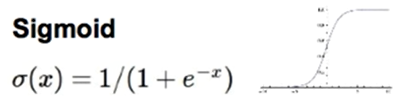 Sigmoid
σ(x) = 1/(1 + e^{-x})